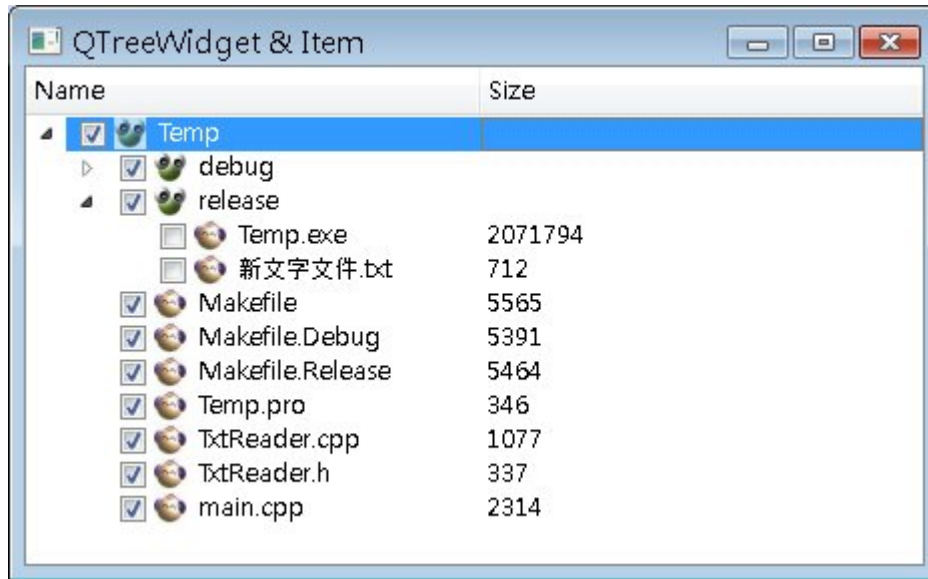 QTreeWidget & Item
Name Size
Temp
debug
release
Temp.exe 2071794
新文字文件.txt 712
Makefile 5565
Makefile.Debug 5391
Makefile.Release 5464
Temp.pro 346
TxtReader.cpp 1077
TxtReader.h 337
main.cpp 2314